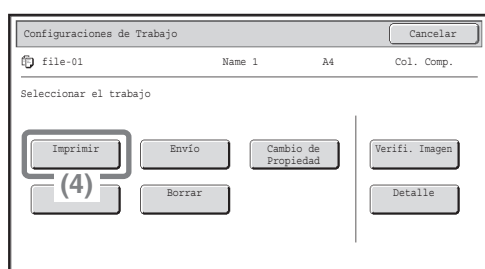 Configuraciones de Trabajo Cancelar
file-01 Name 1 A4 Col. Comp.
Seleccionar el trabajo
Imprimir Envío Cambio de Propiedad Verifi. Imagen
(4) Borrar Detalle